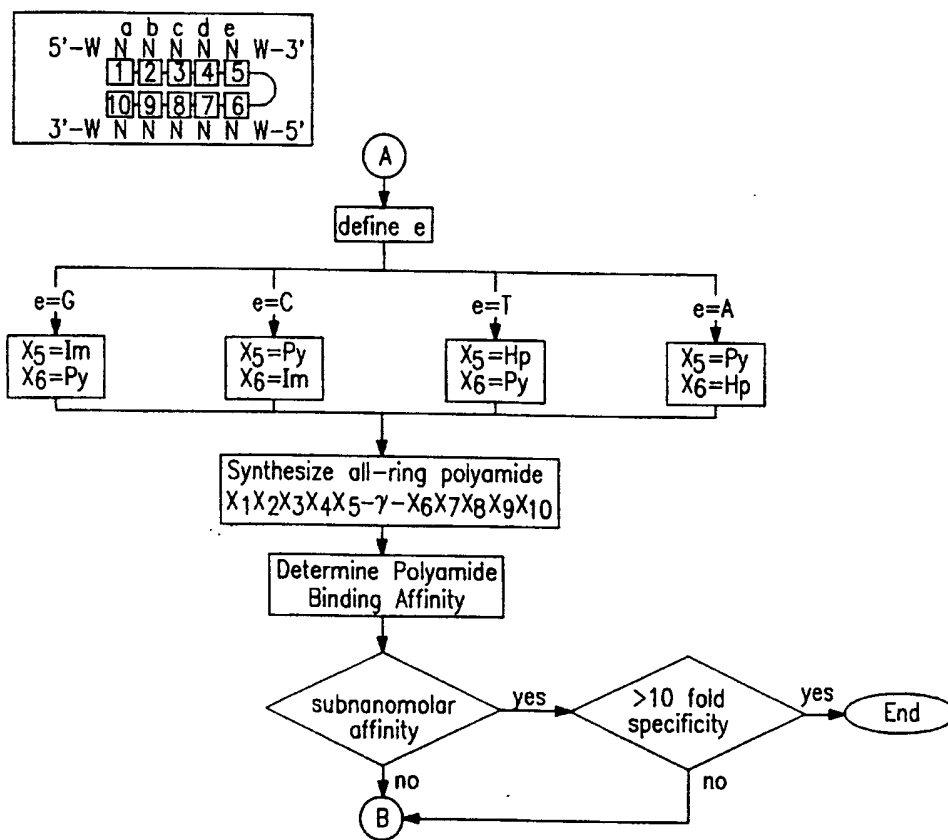 a b c d e
5'-W N N N N N W-3'
1 2 3 4 5
10 9 8 7 6
3'-W N N N N N W-5'
A
define e
e=G
e=C
e=T
e=A
X5=Im
X6=Py
X5=Py
X6=Im
X5=Hp
X6=Py
X5=Py
X6=Hp
Synthesize all-ring polyamide
X1X2X3X4X5-γ-X6X7X8X9X10
Determine Polyamide
Binding Affinity
subnanomolar
affinity
yes
>10 fold
specificity
yes
End
no
no
B